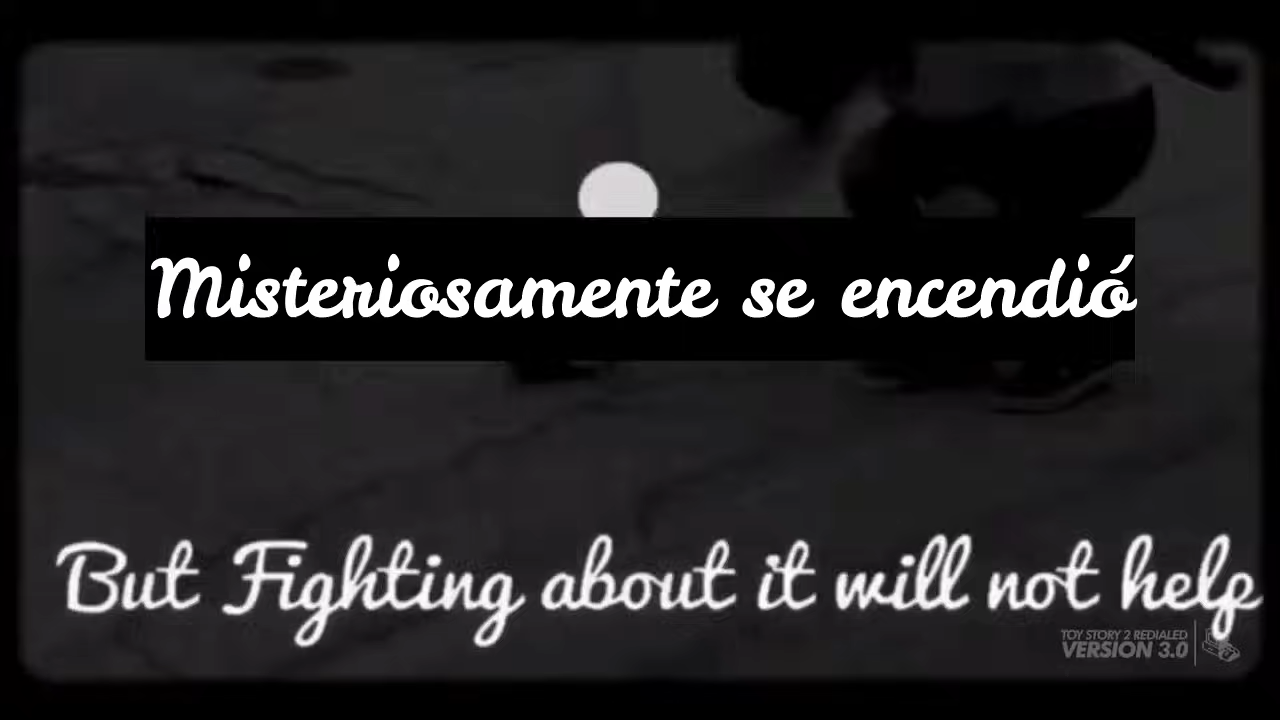 Misteriosamente se encendió
But Fighting about it will not help
TOY STORY 2 REDIALED
VERSION 3.0